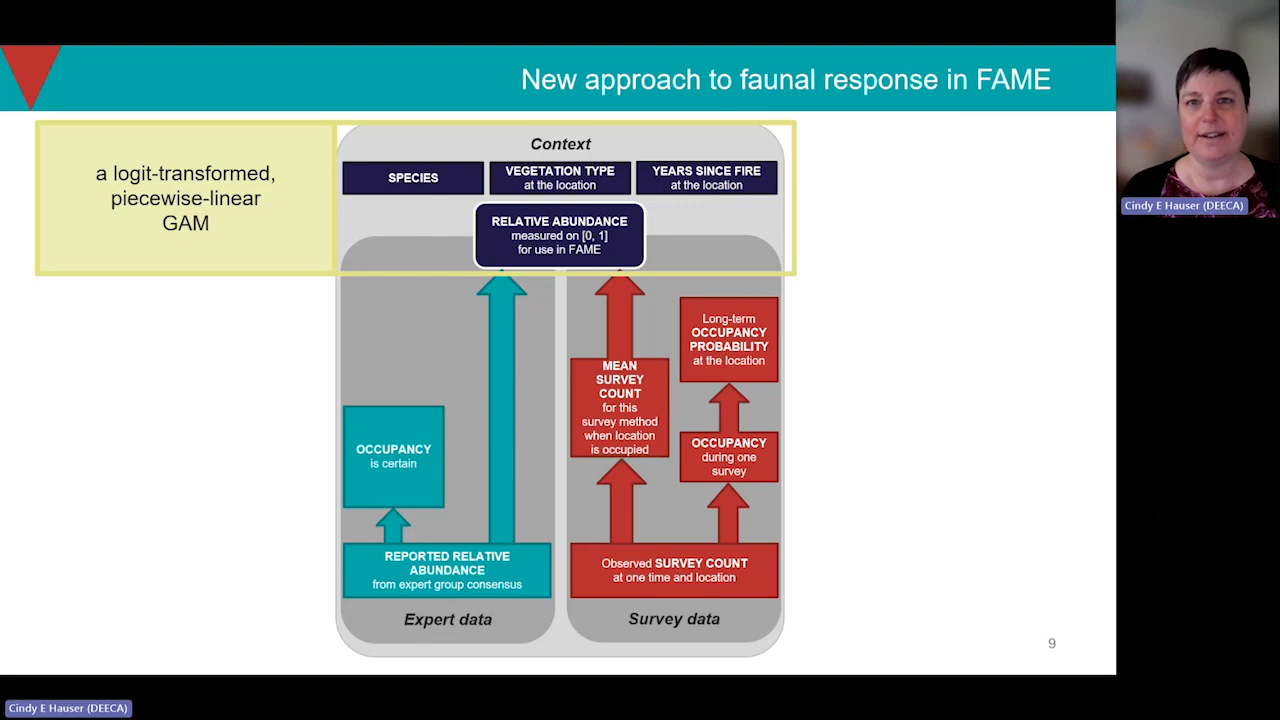 New approach to faunal response in FAME
a logit-transformed,
piecewise-linear
GAM
Context
SPECIES
VEGETATION TYPE
at the location
YEARS SINCE FIRE
at the location
RELATIVE ABUNDANCE
measured on [0, 1]
for use in FAME
Long-term
OCCUPANCY
PROBABILITY
at the location
MEAN
SURVEY
COUNT
for this
survey method
when location
is occupied
OCCUPANCY
is certain
OCCUPANCY
during one
survey
REPORTED RELATIVE
ABUNDANCE
from expert group consensus
Observed SURVEY COUNT
at one time and location
Expert data
Survey data
9
Cindy E Hauser (DEECA)
Cindy E Hauser (DEECA)